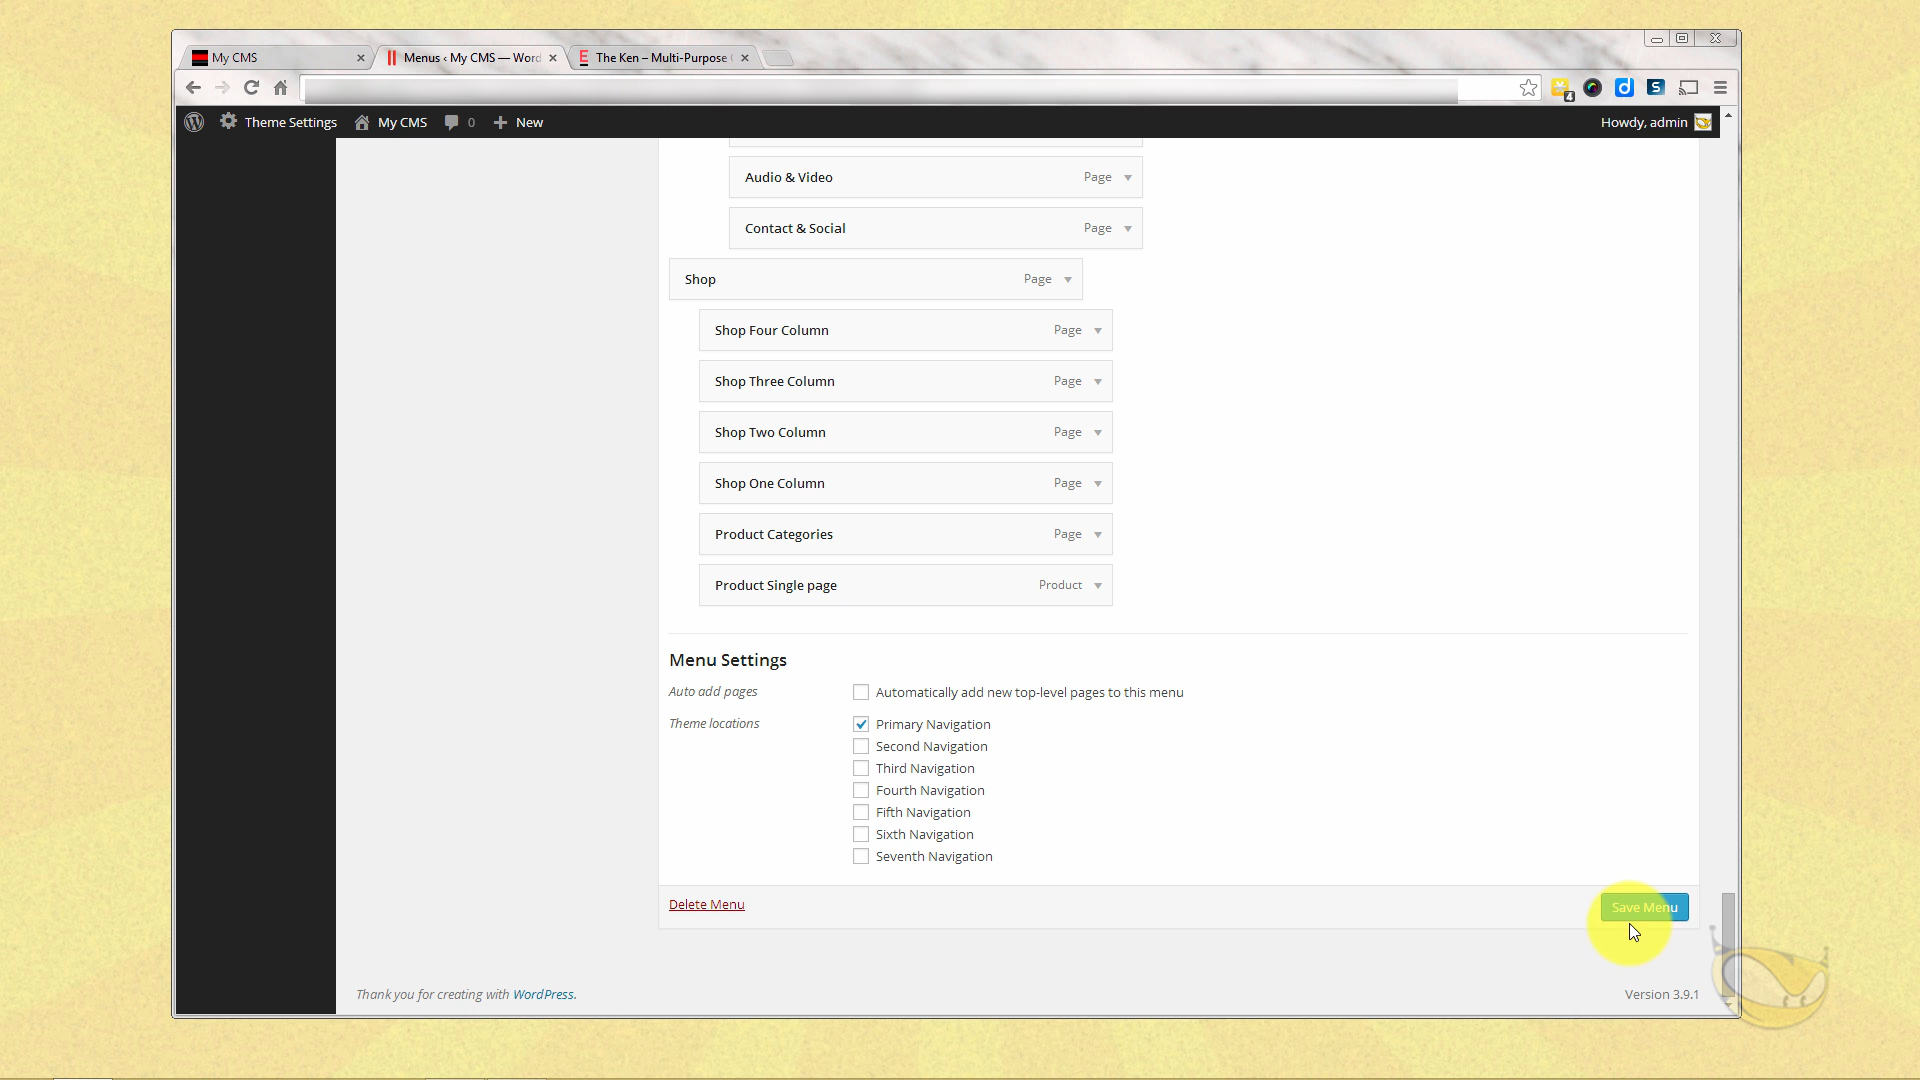 My CMS
Menus ‹ My CMS — Word
The Ken – Multi-Purpose
4
Theme Settings
My CMS
0
New
Howdy, admin
Audio & Video Page
Contact & Social Page
Shop Page
Shop Four Column Page
Shop Three Column Page
Shop Two Column Page
Shop One Column Page
Product Categories Page
Product Single page Product
Menu Settings
Auto add pages
Automatically add new top-level pages to this menu
Theme locations
Primary Navigation
Second Navigation
Third Navigation
Fourth Navigation
Fifth Navigation
Sixth Navigation
Seventh Navigation
Delete Menu
Save Menu
Thank you for creating with WordPress.
Version 3.9.1